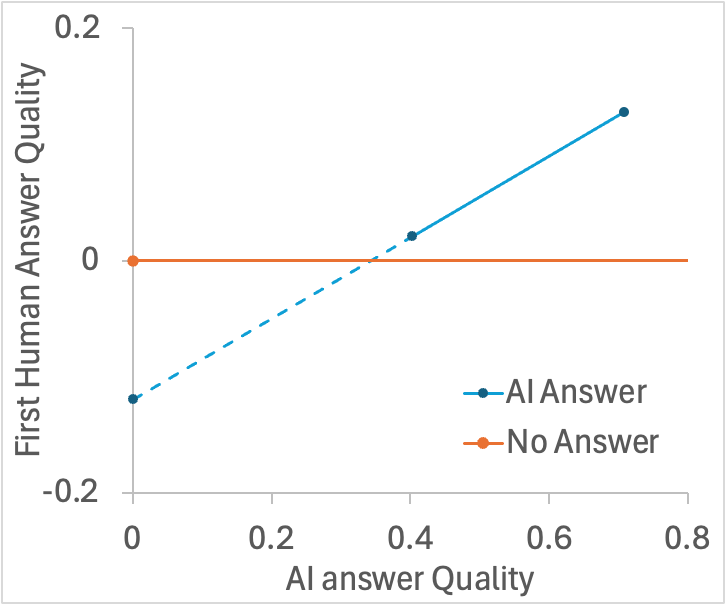 0.2
0
-0.2
First Human Answer Quality
AI Answer
No Answer
0 0.2 0.4 0.6 0.8
AI answer Quality